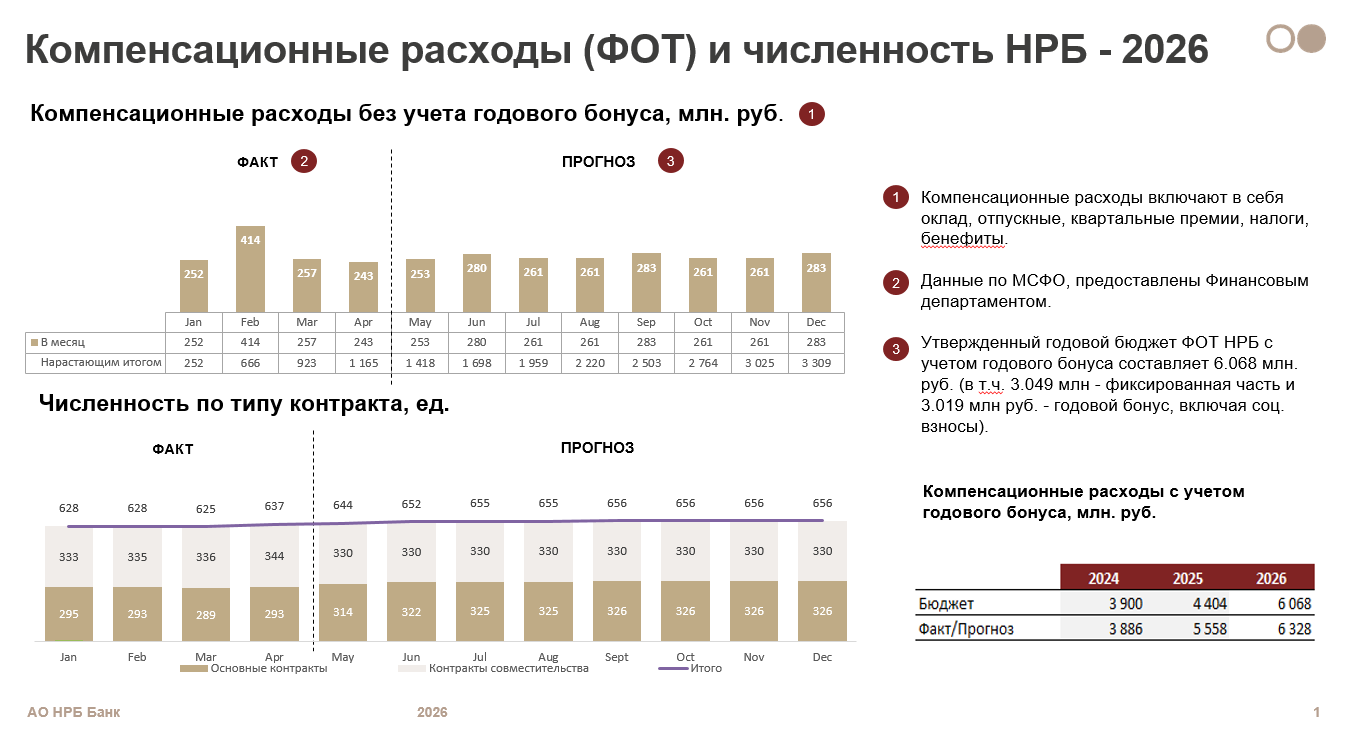 Компенсационные расходы (ФОТ) и численность НРБ - 2026
Компенсационные расходы без учета годового бонуса, млн. руб. 1
ФАКТ 2 ПРОГНОЗ 3
252 414 257 243 253 280 261 261 283 261 261 283
Jan Feb Mar Apr May Jun Jul Aug Sep Oct Nov Dec
В месяц 252 414 257 243 253 280 261 261 283 261 261 283
Нарастающим итогом 252 666 923 1 165 1 418 1 698 1 959 2 220 2 503 2 764 3 025 3 309
Численность по типу контракта, ед.
ФАКТ ПРОГНОЗ
628 628 625 637 644 652 655 655 656 656 656 656
333 335 336 344 330 330 330 330 330 330 330 330
295 293 289 293 314 322 325 325 326 326 326 326
Jan Feb Mar Apr May Jun Jul Aug Sept Oct Nov Dec
Основные контракты Контракты совместительства Итого
1 Компенсационные расходы включают в себя
оклад, отпускные, квартальные премии, налоги,
бенефиты.
2 Данные по МСФО, предоставлены Финансовым
департаментом.
3 Утвержденный годовой бюджет ФОТ НРБ с
учетом годового бонуса составляет 6.068 млн.
руб. (в т.ч. 3.049 млн - фиксированная часть и
3.019 млн руб. - годовой бонус, включая соц.
взносы).
Компенсационные расходы с учетом
годового бонуса, млн. руб.
2024 2025 2026
Бюджет 3 900 4 404 6 068
Факт/Прогноз 3 886 5 558 6 328
АО НРБ Банк 2026 1